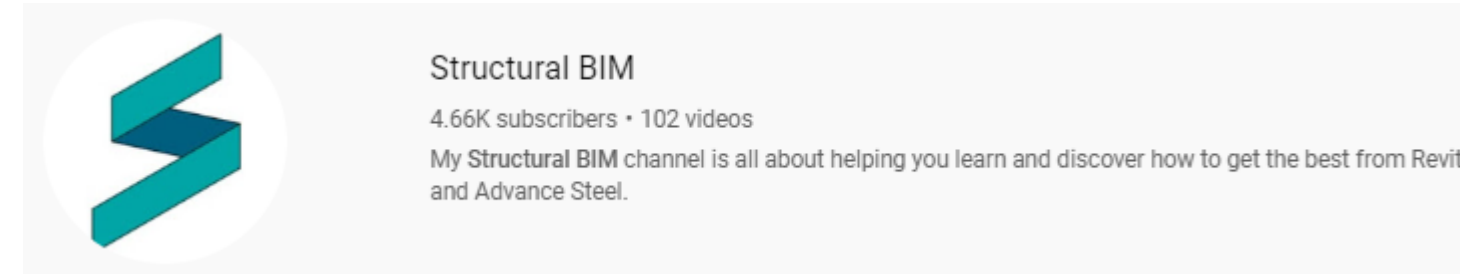 Structural BIM
4.66K subscribers • 102 videos
My Structural BIM channel is all about helping you learn and discover how to get the best from Revit
and Advance Steel.